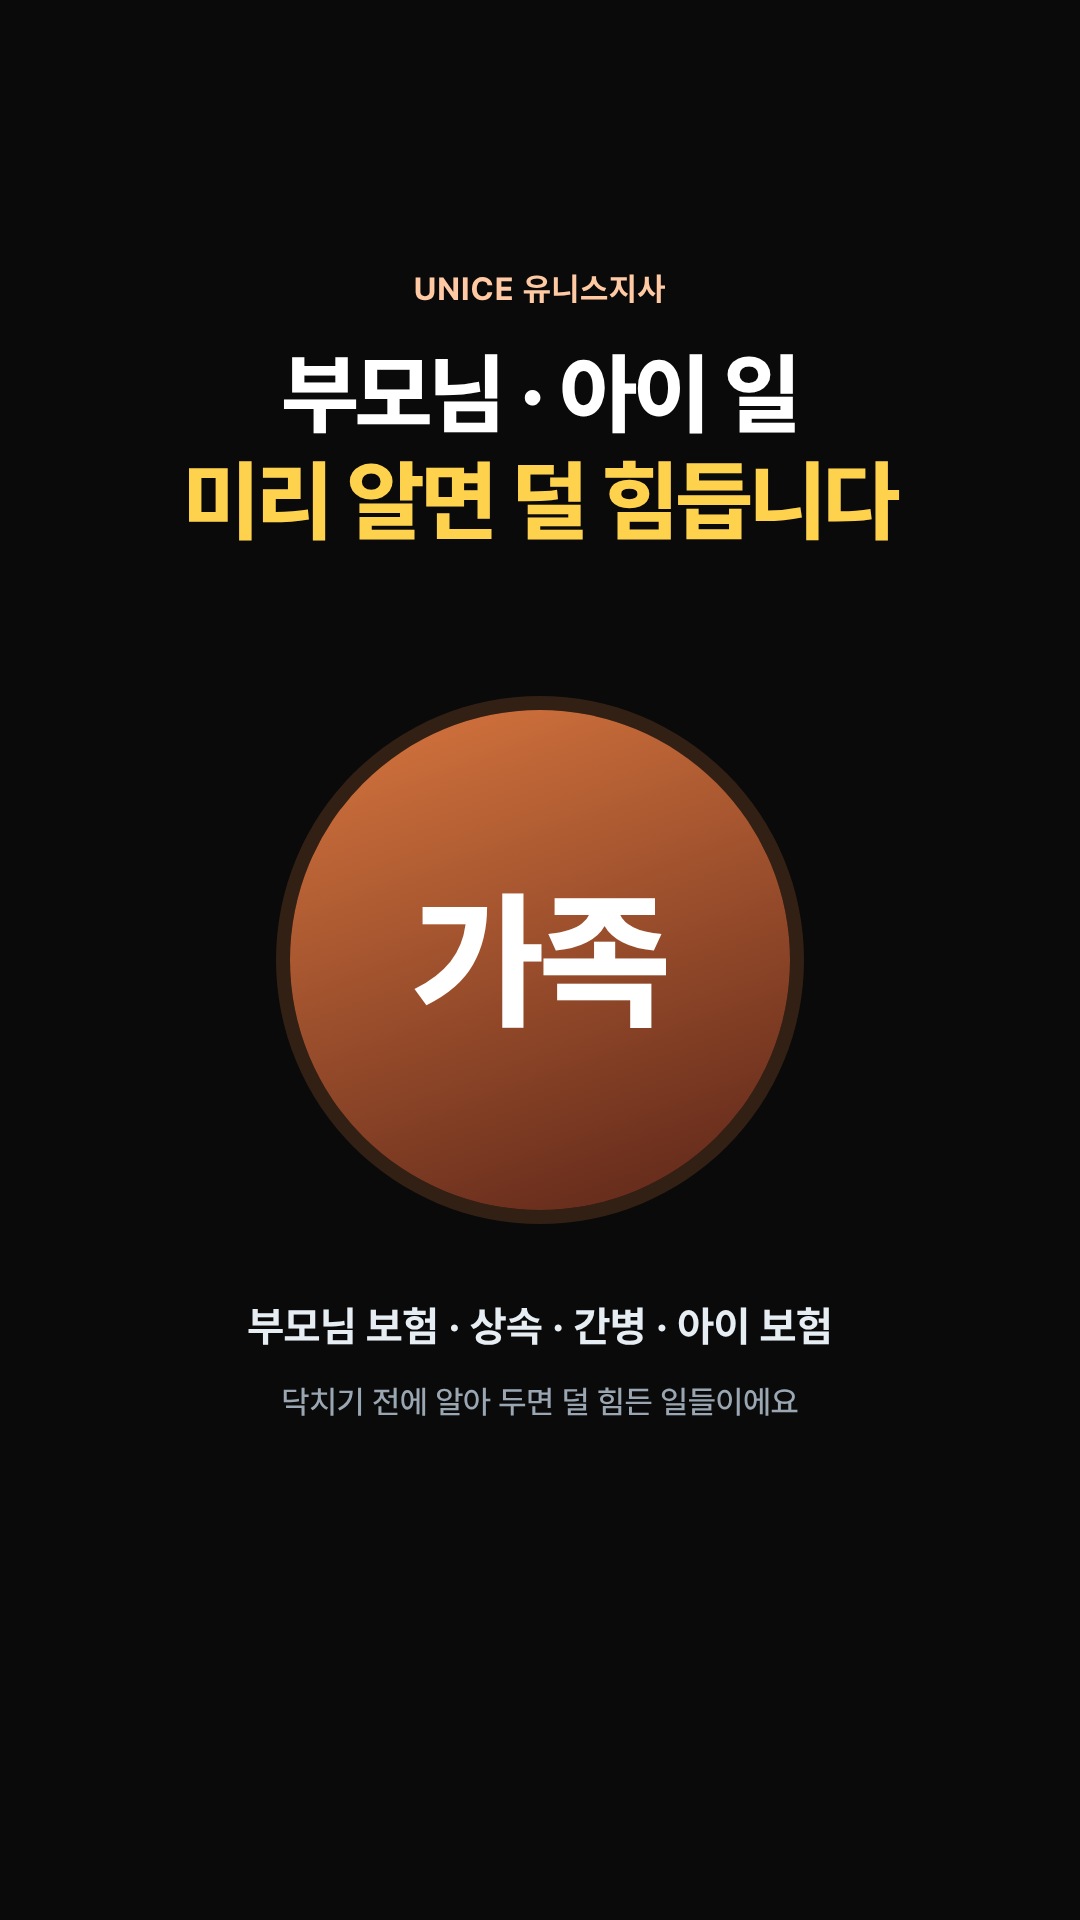 UNICE 유니스지사
부모님 · 아이 일
미리 알면 덜 힘듭니다
가족
부모님 보험 · 상속 · 간병 · 아이 보험
닥치기 전에 알아 두면 덜 힘든 일들이에요